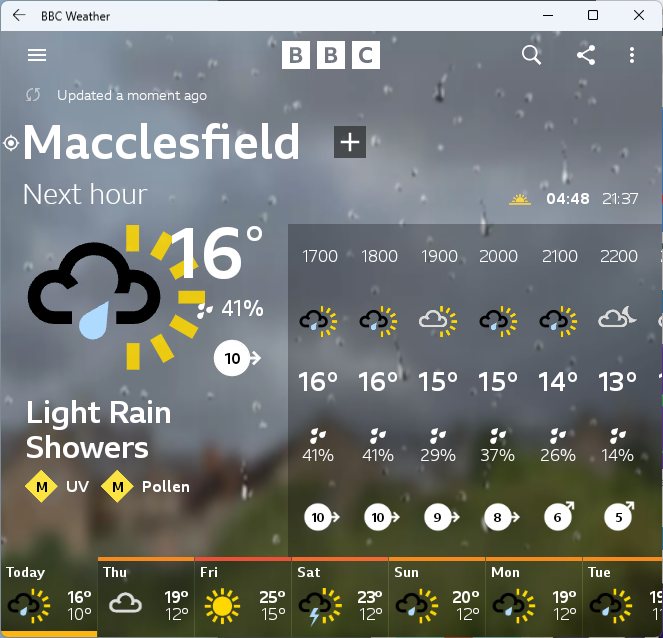 BBC Weather
BBC
Updated a moment ago
Macclesfield
Next hour
04:48 21:37
16°
41%
10
Light Rain
Showers
M UV M Pollen
1700 1800 1900 2000 2100 2200
16° 16° 15° 15° 14° 13°
41% 41% 29% 37% 26% 14%
10 10 9 8 6 5
Today Thu Fri Sat Sun Mon Tue
16° 19° 25° 23° 20° 19°
10° 12° 15° 12° 12° 12°